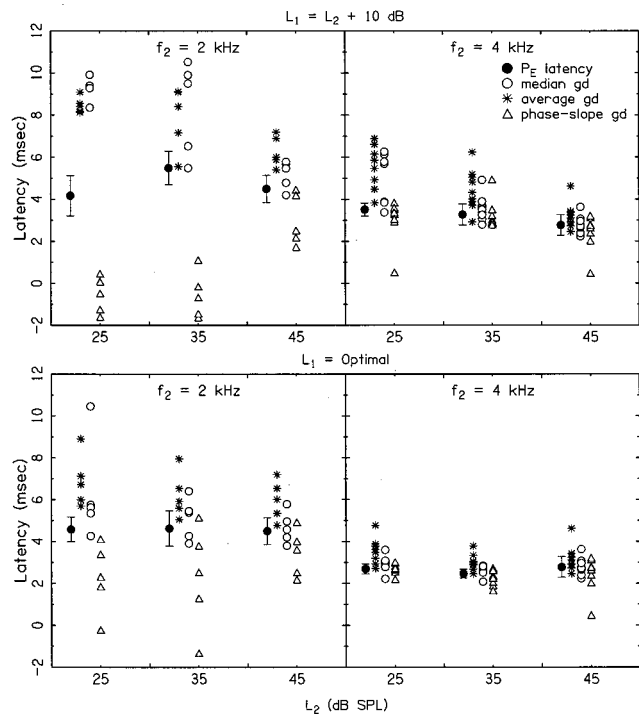 L₁ = L₂ + 10 dB
f₂ = 2 kHz
f₂ = 4 kHz
● P_E latency
○ median gd
✳ average gd
△ phase-slope gd
Latency (msec)
12
10
8
6
4
2
0
−2
25 35 45 25 35 45
L₁ = Optimal
f₂ = 2 kHz
f₂ = 4 kHz
Latency (msec)
12
10
8
6
4
2
0
−2
25 35 45 25 35 45
L₂ (dB SPL)